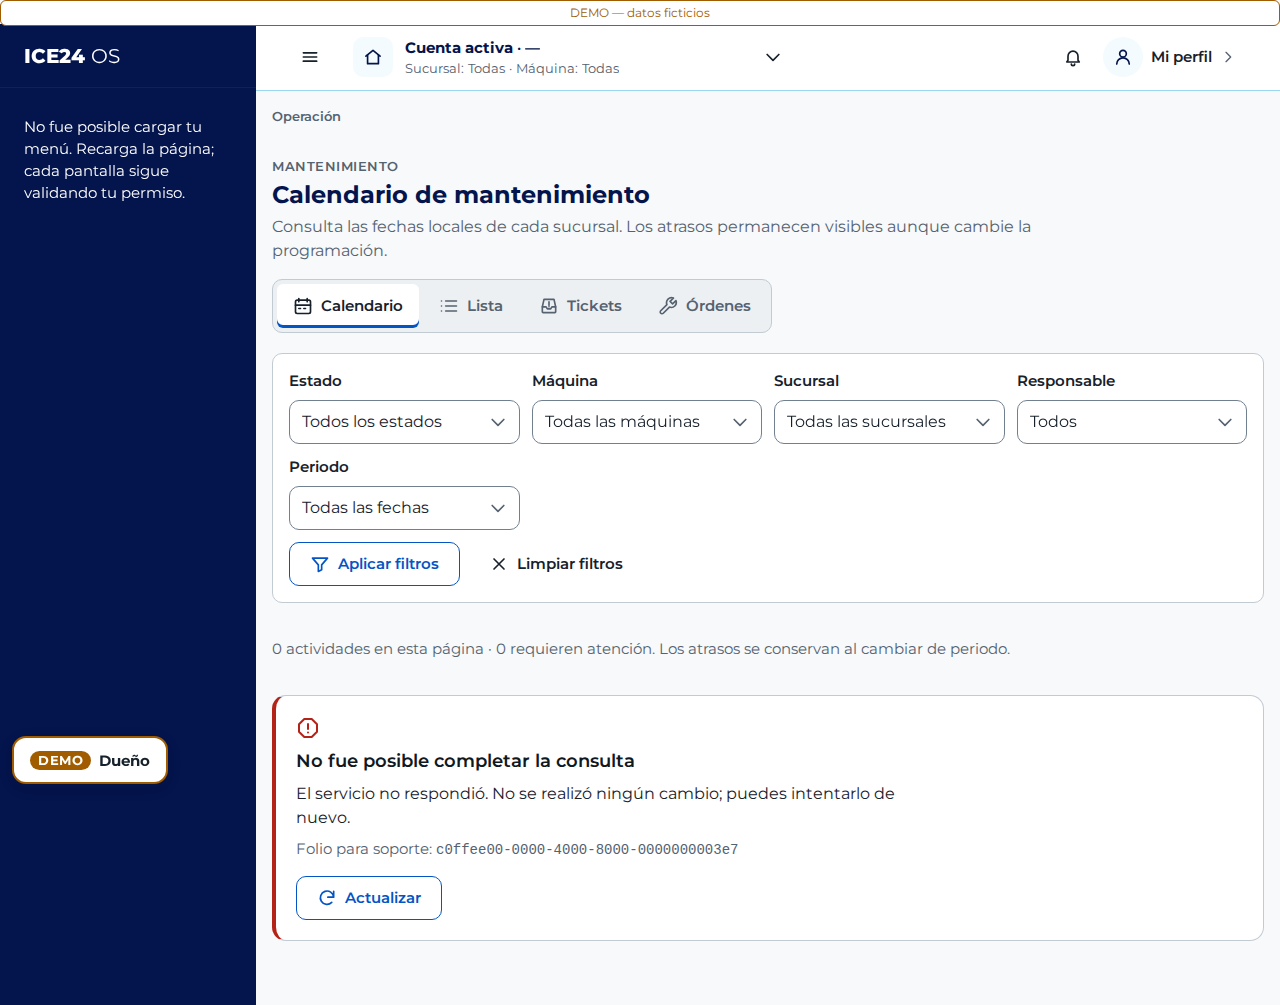 DEMO — datos ficticios
ICE24 OS
Cuenta activa · —
Sucursal: Todas · Máquina: Todas
Mi perfil
No fue posible cargar tu
menú. Recarga la página;
cada pantalla sigue
validando tu permiso.
DEMO Dueño
Operación
MANTENIMIENTO
Calendario de mantenimiento
Consulta las fechas locales de cada sucursal. Los atrasos permanecen visibles aunque cambie la
programación.
Calendario Lista Tickets Órdenes
Estado Máquina Sucursal Responsable
Todos los estados Todas las máquinas Todas las sucursales Todos
Periodo
Todas las fechas
Aplicar filtros Limpiar filtros
0 actividades en esta página · 0 requieren atención. Los atrasos se conservan al cambiar de periodo.
No fue posible completar la consulta
El servicio no respondió. No se realizó ningún cambio; puedes intentarlo de
nuevo.
Folio para soporte: c0ffee00-0000-4000-8000-0000000003e7
Actualizar